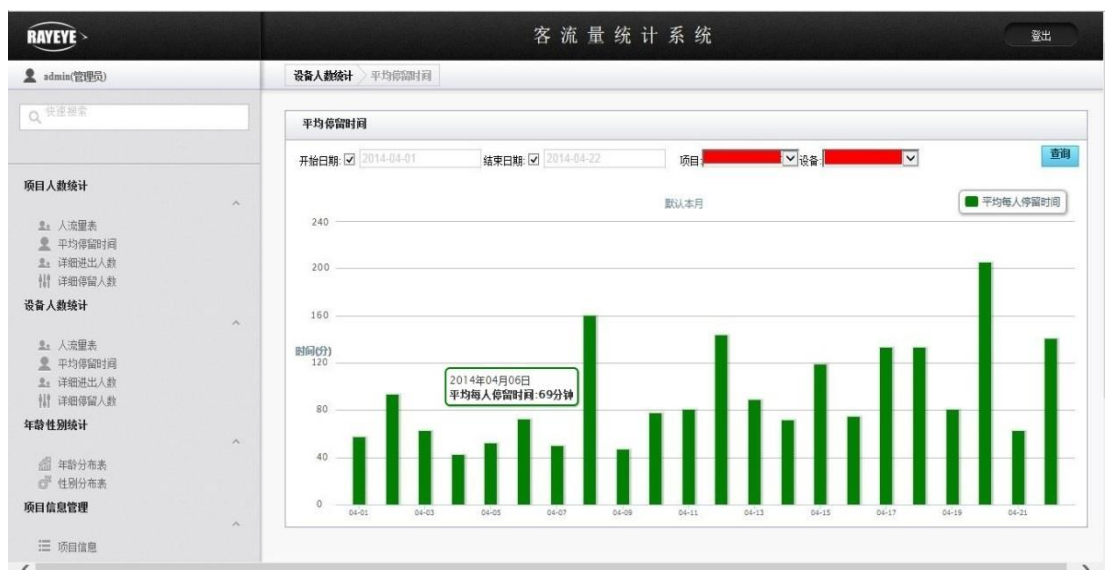 RAYEYE
客流量统计系统
登出
admin(管理员)
设备人数统计 平均停留时间
快速搜索
项目人数统计
人流量表
平均停留时间
详细进出人数
详细停留人数
设备人数统计
人流量表
平均停留时间
详细进出人数
详细停留人数
年龄性别统计
年龄分布表
性别分布表
项目信息管理
项目信息
平均停留时间
开始日期: 2014-04-01 结束日期: 2014-04-22 项目: 设备: 查询
默认本月
平均每人停留时间
240
200
160
时间(分)
120
2014年04月06日
平均每人停留时间:69分钟
80
40
0
04-01 04-03 04-05 04-07 04-09 04-11 04-13 04-15 04-17 04-19 04-21